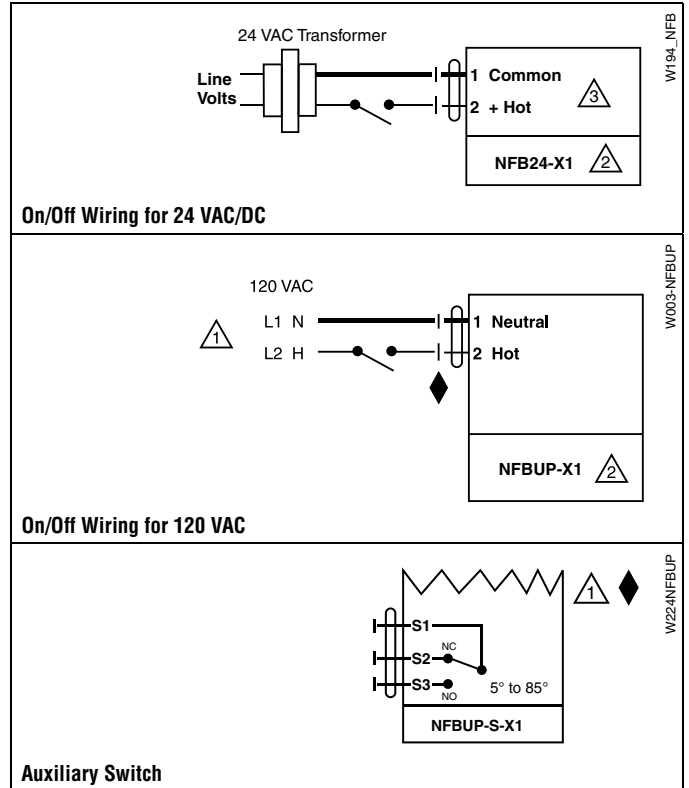 24 VAC Transformer
Line
Volts
1 Common
2 + Hot
3
NFB24-X1 2
W194_NFB
On/Off Wiring for 24 VAC/DC
120 VAC
1
L1 N
L2 H
1 Neutral
2 Hot
NFBUP-X1 2
W003-NFBUP
On/Off Wiring for 120 VAC
1
S1
S2
NC
S3
NO
5° to 85°
NFBUP-S-X1
W224NFBUP
Auxiliary Switch